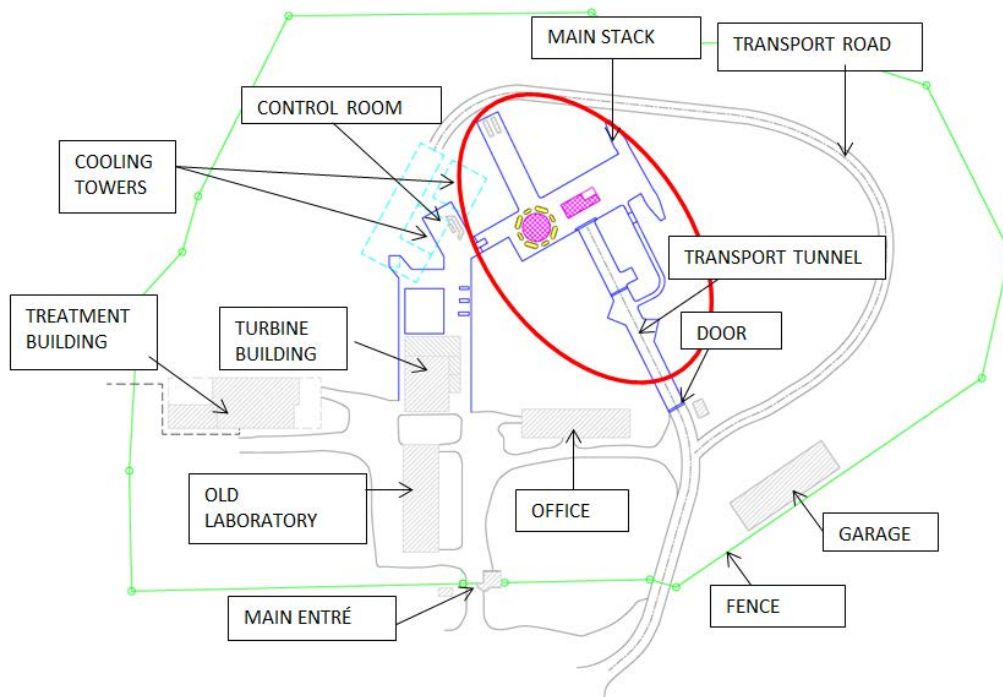 MAIN STACK
TRANSPORT ROAD
CONTROL ROOM
COOLING
TOWERS
TRANSPORT TUNNEL
TREATMENT
BUILDING
TURBINE
BUILDING
DOOR
OLD
LABORATORY
OFFICE
GARAGE
MAIN ENTRÉ
FENCE